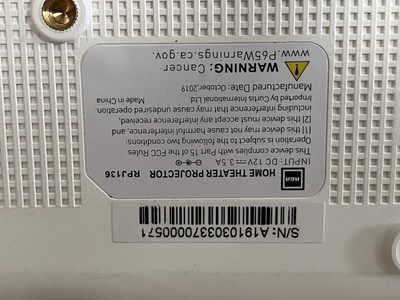 RCA
HOME THEATER PROJECTOR RPJ136
INPUT: DC 12V 3.5A
This device complies with Part 15 of the FCC Rules
Operation is subject to the following two conditions:
[1] this device may not cause harmful interference, and
[2] this device must accept any interference received,
including interference that may cause undesired operation.
Imported by Curtis International Ltd. Made in China
Manufactured Date: October.2019
WARNING: Cancer
www.P65Warnings.ca.gov.
S/N: A1910303370000571